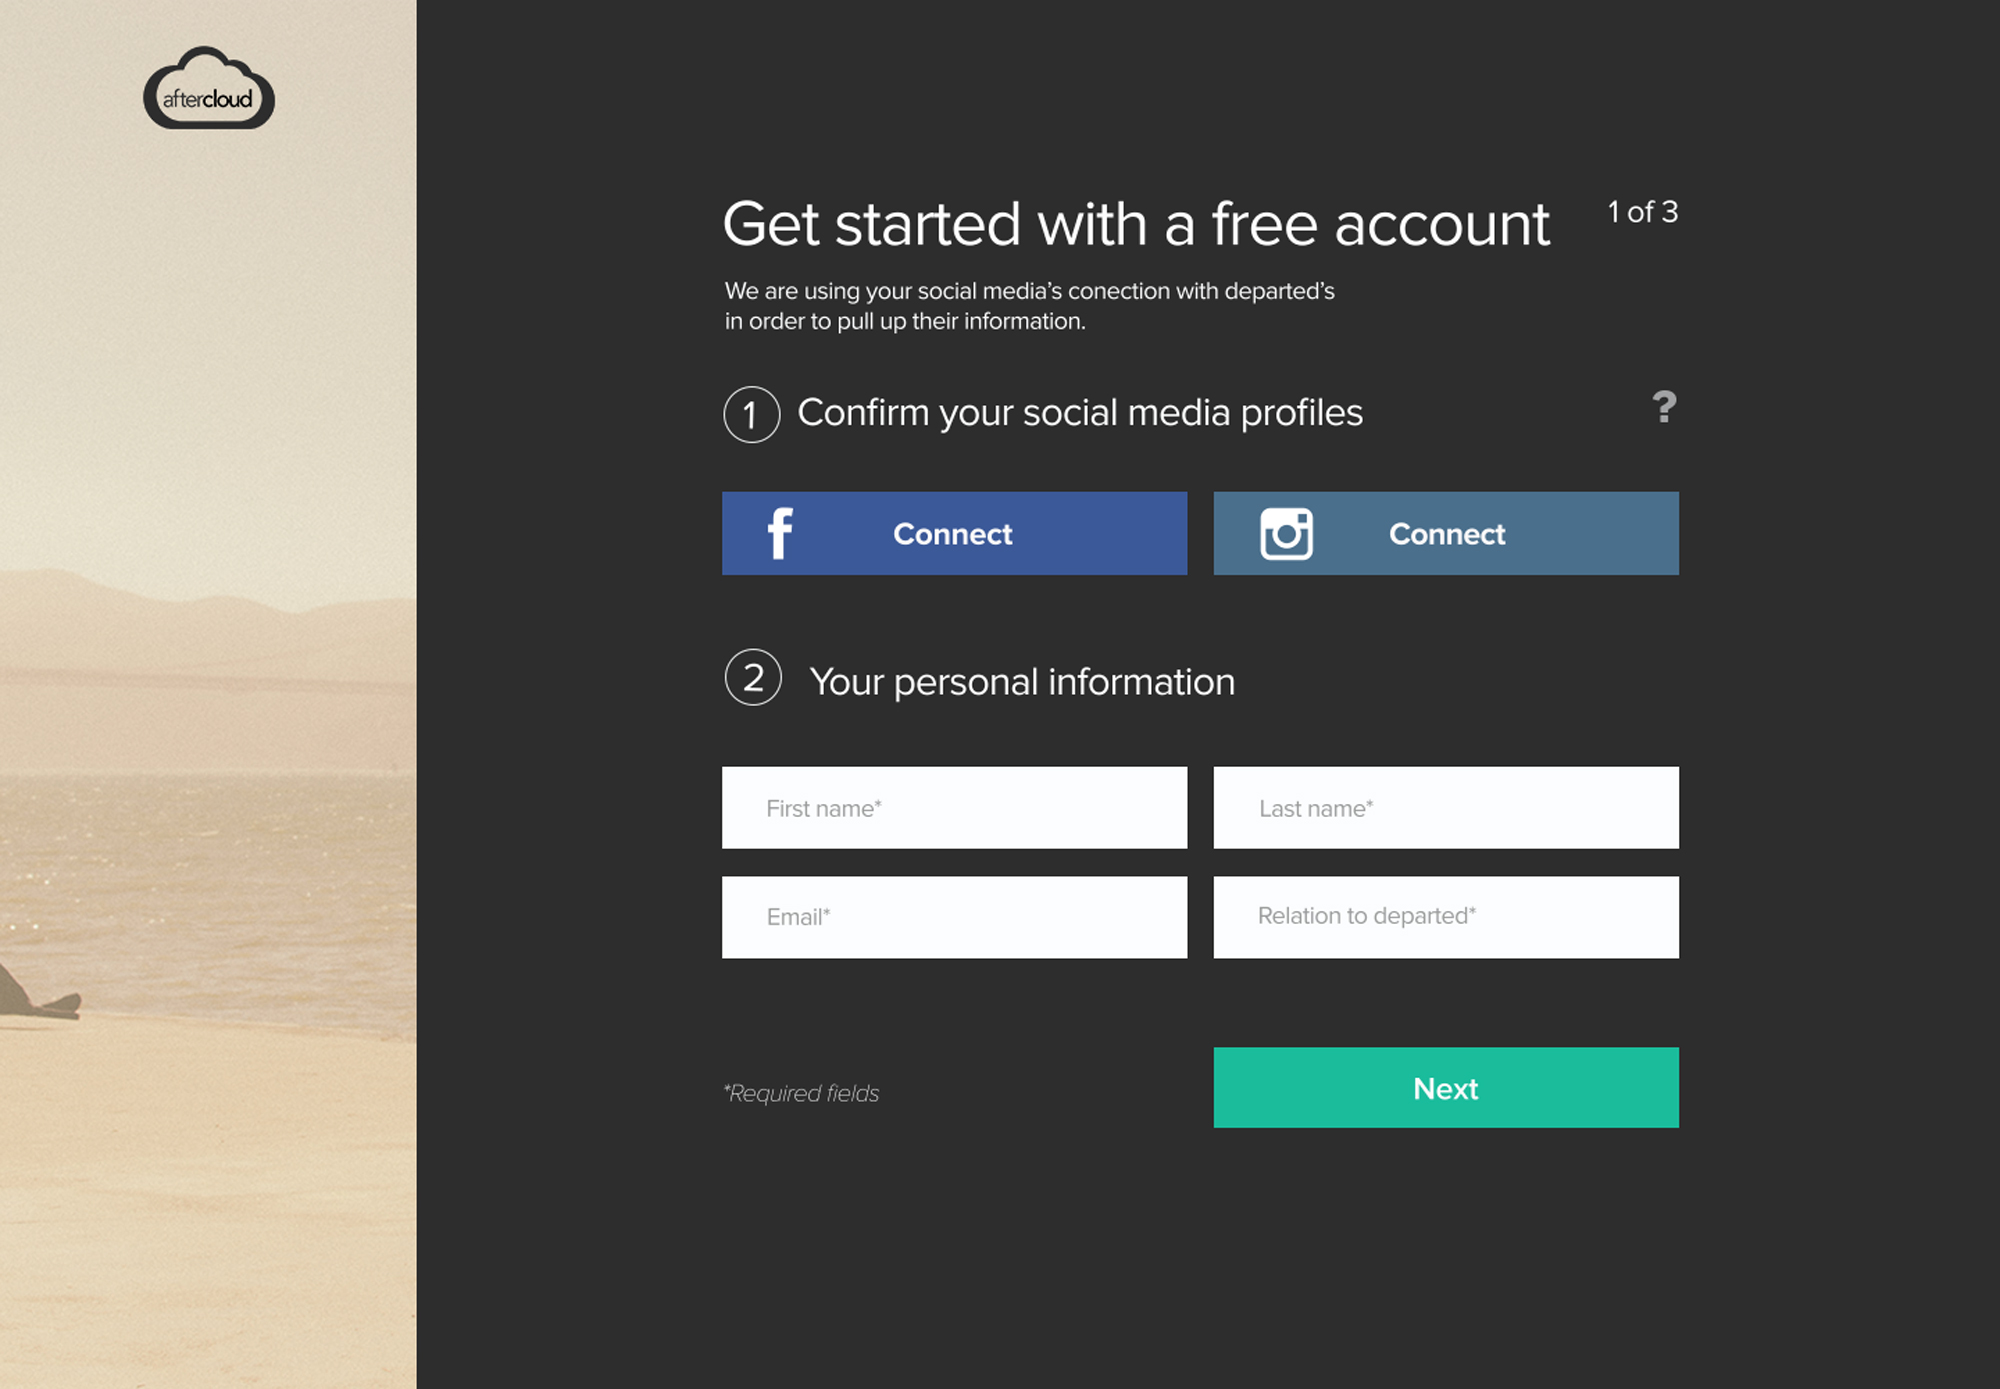 aftercloud
Get started with a free account
1 of 3
We are using your social media's conection with departed's
in order to pull up their information.
1 Confirm your social media profiles
?
f Connect
Connect
2 Your personal information
First name*
Last name*
Email*
Relation to departed*
*Required fields
Next